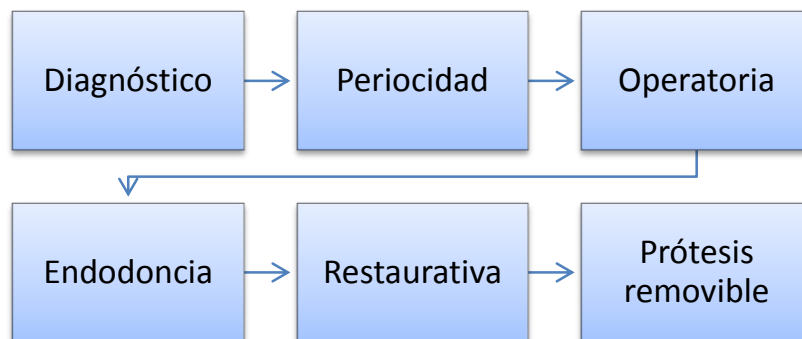 Diagnóstico
Periocidad
Operatoria
Endodoncia
Restaurativa
Prótesis
removible